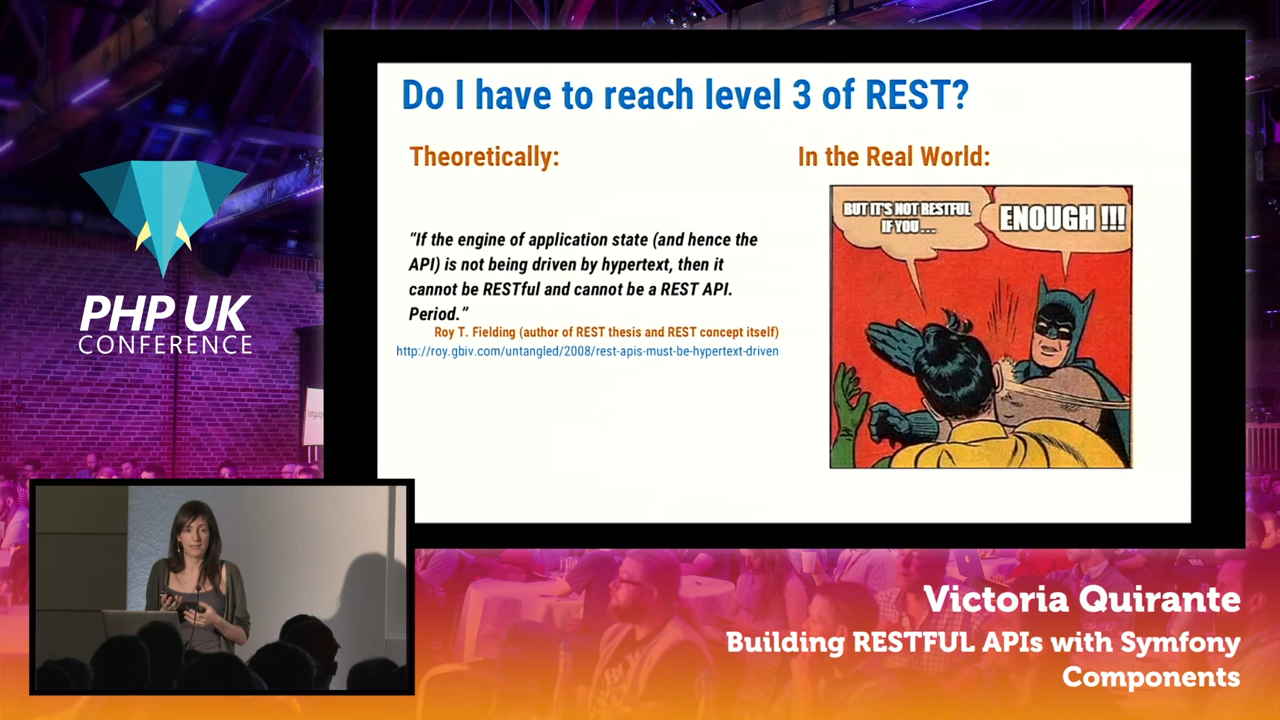 Do I have to reach level 3 of REST?
Theoretically:
In the Real World:
“If the engine of application state (and hence the
API) is not being driven by hypertext, then it
cannot be RESTful and cannot be a REST API.
Period.”
Roy T. Fielding (author of REST thesis and REST concept itself)
http://roy.gbiv.com/untangled/2008/rest-apis-must-be-hypertext-driven
BUT IT'S NOT RESTFUL
IF YOU...
ENOUGH !!!
PHP UK
CONFERENCE
Victoria Quirante
Building RESTFUL APIs with Symfony
Components